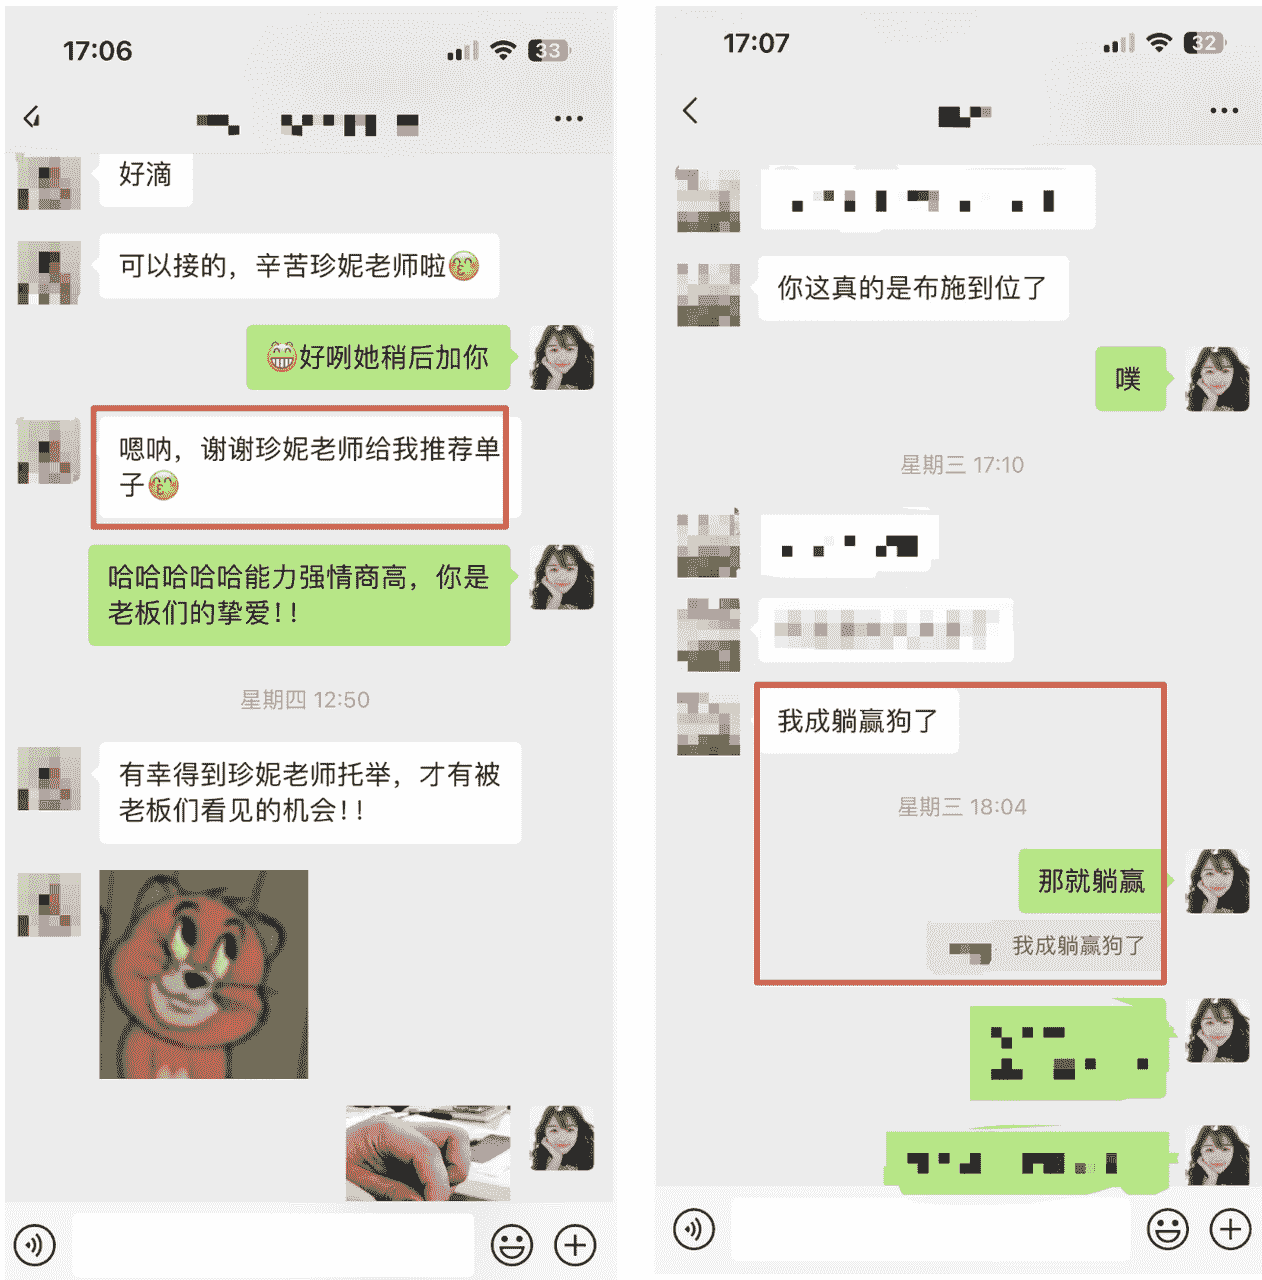 17:06
33
好滴
可以接的，辛苦珍妮老师啦
好咧她稍后加你
嗯呐，谢谢珍妮老师给我推荐单
子
哈哈哈哈哈能力强情商高，你是
老板们的挚爱!!
星期四 12:50
有幸得到珍妮老师托举，才有被
老板们看见的机会!!
17:07
32
你这真的是布施到位了
噗
星期三 17:10
我成躺赢狗了
星期三 18:04
那就躺赢
我成躺赢狗了